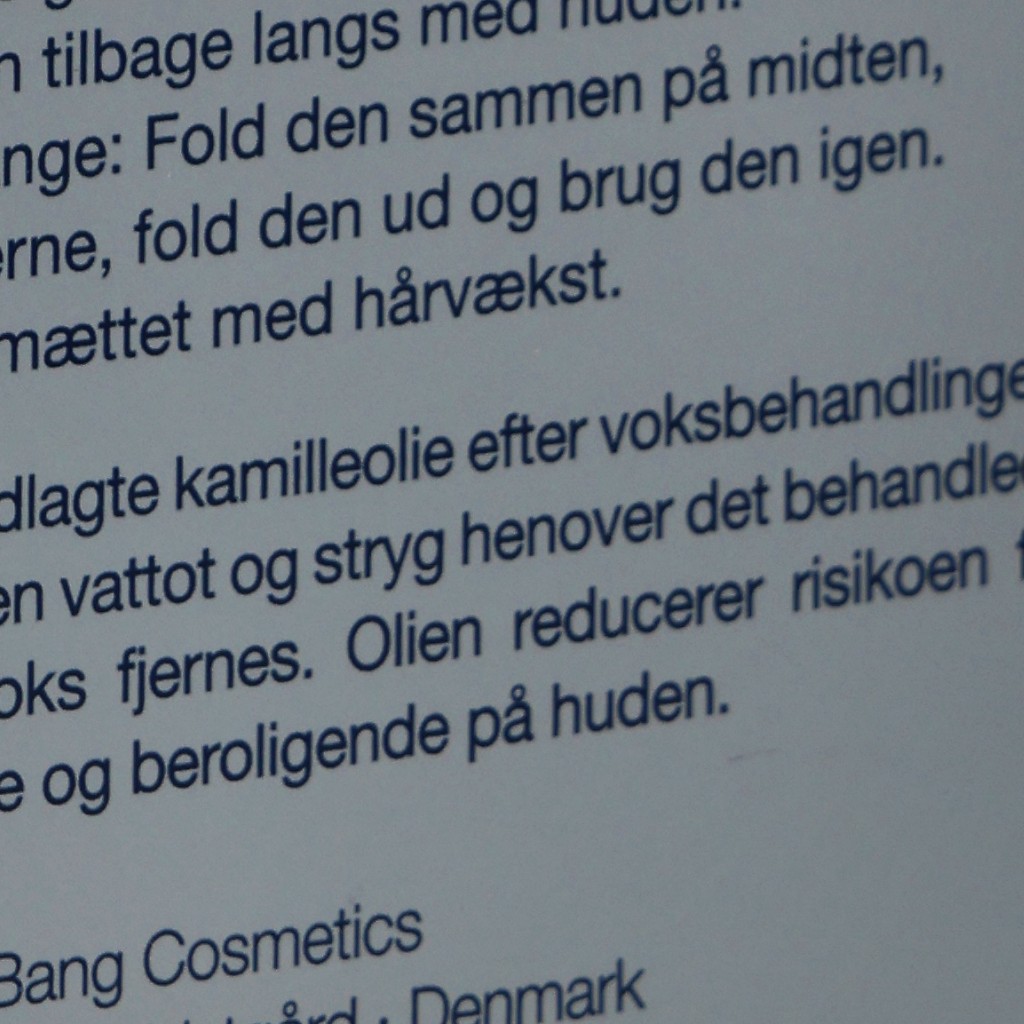 tilbage langs med huden.
nge: Fold den sammen på midten,
erne, fold den ud og brug den igen.
mættet med hårvækst.
dlagte kamilleolie efter voksbehandlinge
en vattot og stryg henover det behandle
oks fjernes. Olien reducerer risikoen f
e og beroligende på huden.
Bang Cosmetics
· Denmark